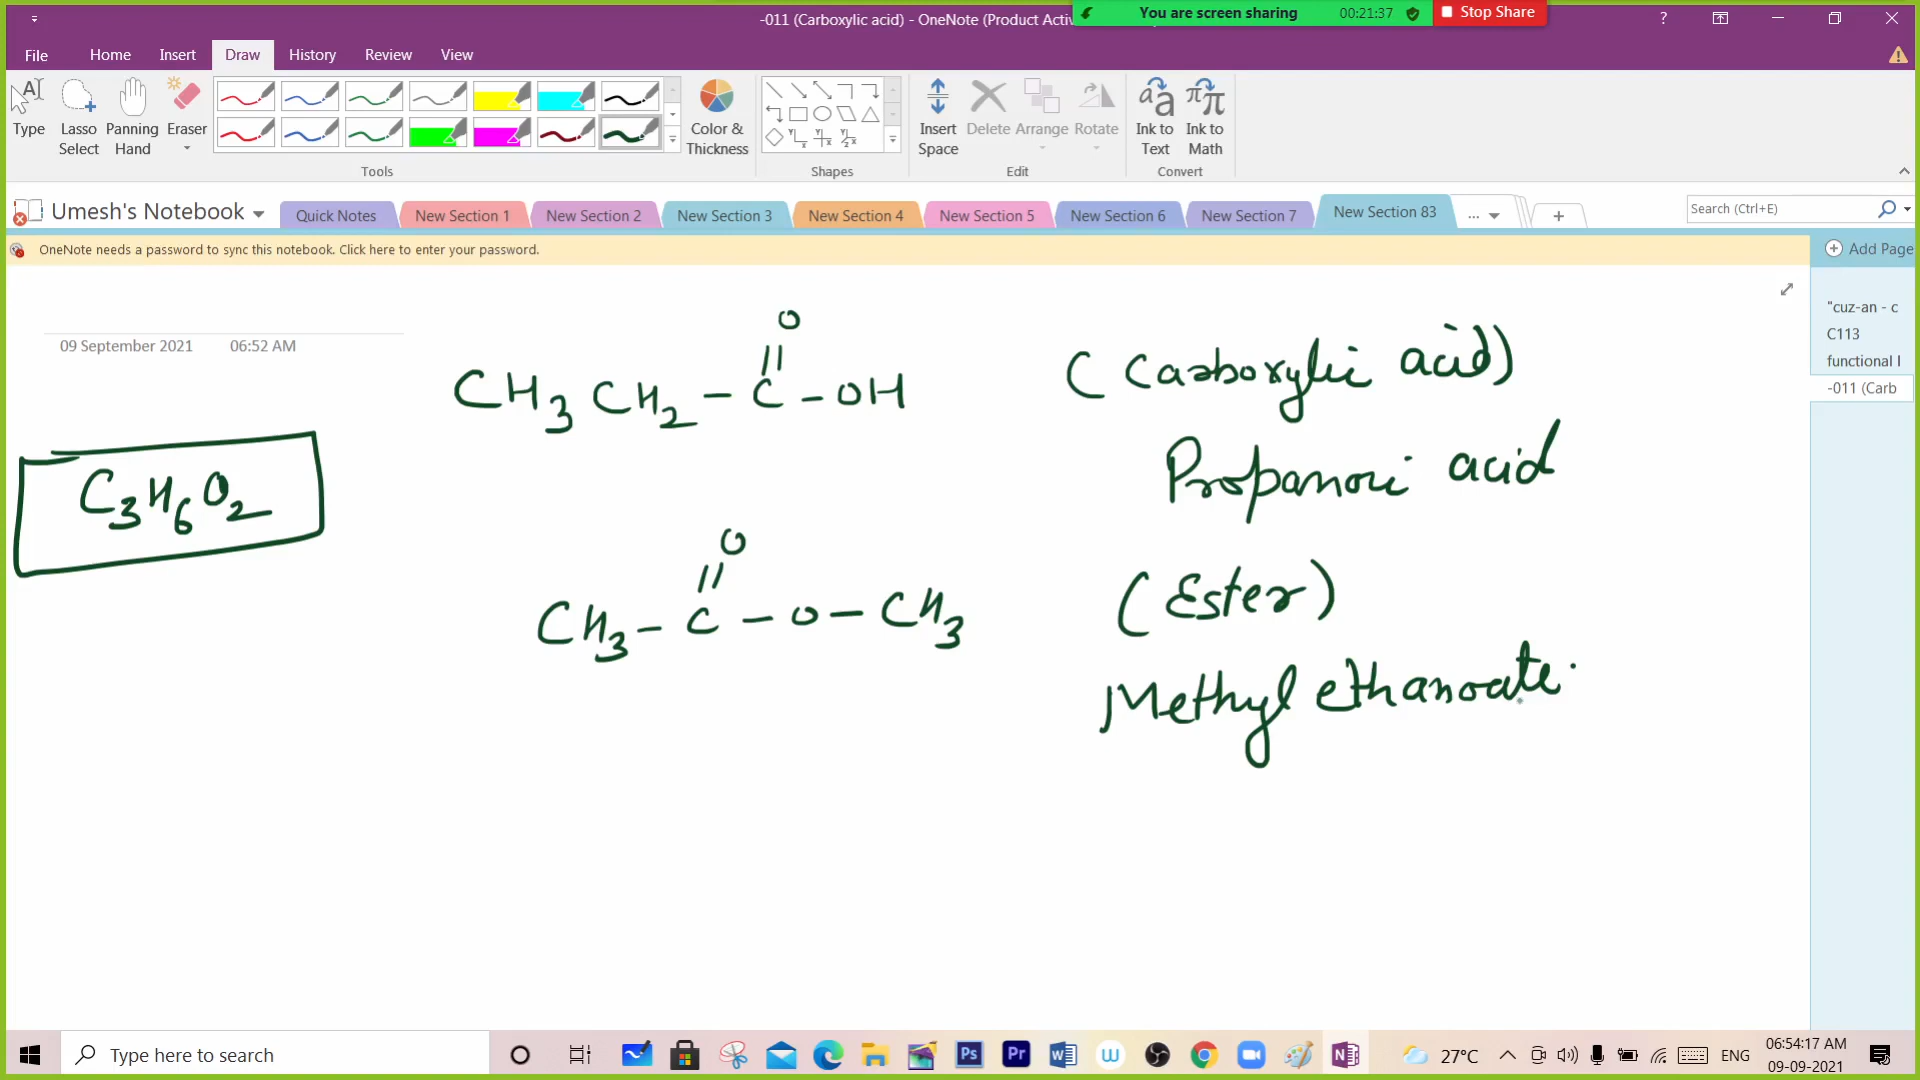 -011 (Carboxylic acid) - OneNote (Product Activ
You are screen sharing 00:21:37 Stop Share
?
File Home Insert Draw History Review View
Type Lasso Select Panning Hand Eraser
Color & Thickness
Insert Space Delete Arrange Rotate
Ink to Text Ink to Math
Tools Shapes Edit Convert
Umesh's Notebook Quick Notes New Section 1 New Section 2 New Section 3 New Section 4 New Section 5 New Section 6 New Section 7 New Section 83 ... + Search (Ctrl+E)
OneNote needs a password to sync this notebook. Click here to enter your password.
Add Page
"cuz-an - c
C113
functional I
-011 (Carb
09 September 2021 06:52 AM
O
||
CH3 CH2 - C - OH (Carboxylic acid)
Propanoic acid
C3H6O2
O
||
CH3 - C - O - CH3 (Ester)
Methyl ethanoate.
Type here to search
27°C ENG 06:54:17 AM
09-09-2021